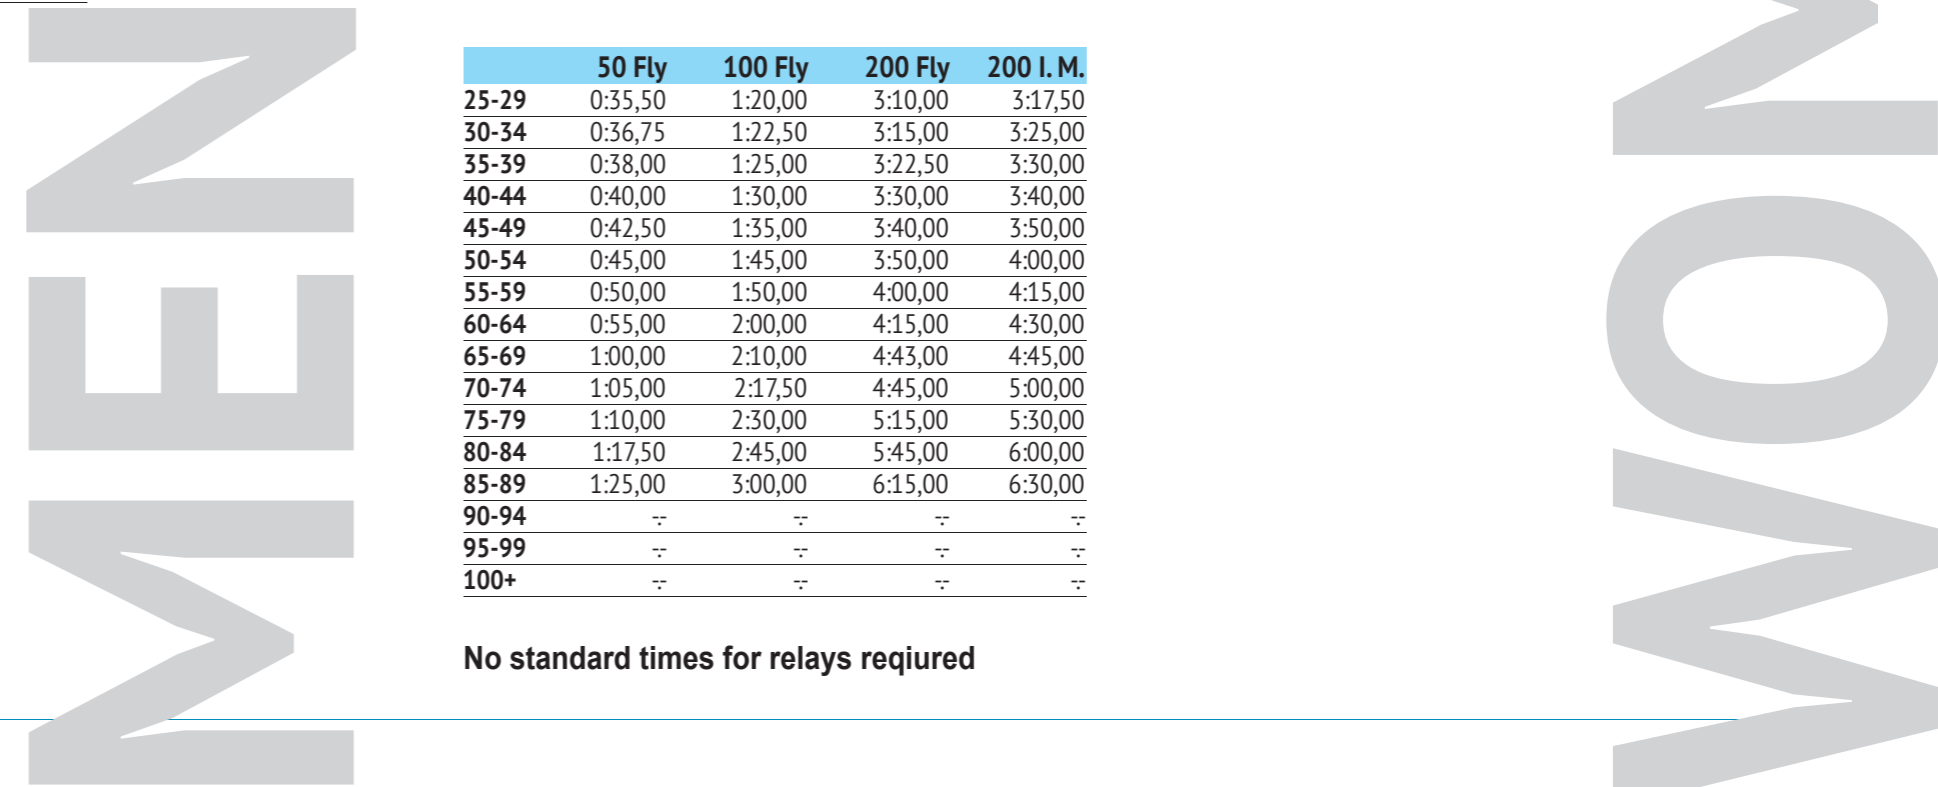 MEN
50 Fly 100 Fly 200 Fly 200 I. M.
25-29 0:35,50 1:20,00 3:10,00 3:17,50
30-34 0:36,75 1:22,50 3:15,00 3:25,00
35-39 0:38,00 1:25,00 3:22,50 3:30,00
40-44 0:40,00 1:30,00 3:30,00 3:40,00
45-49 0:42,50 1:35,00 3:40,00 3:50,00
50-54 0:45,00 1:45,00 3:50,00 4:00,00
55-59 0:50,00 1:50,00 4:00,00 4:15,00
60-64 0:55,00 2:00,00 4:15,00 4:30,00
65-69 1:00,00 2:10,00 4:43,00 4:45,00
70-74 1:05,00 2:17,50 4:45,00 5:00,00
75-79 1:10,00 2:30,00 5:15,00 5:30,00
80-84 1:17,50 2:45,00 5:45,00 6:00,00
85-89 1:25,00 3:00,00 6:15,00 6:30,00
90-94 -:- -:- -:- -:-
95-99 -:- -:- -:- -:-
100+ -:- -:- -:- -:-
No standard times for relays reqiured
WOM